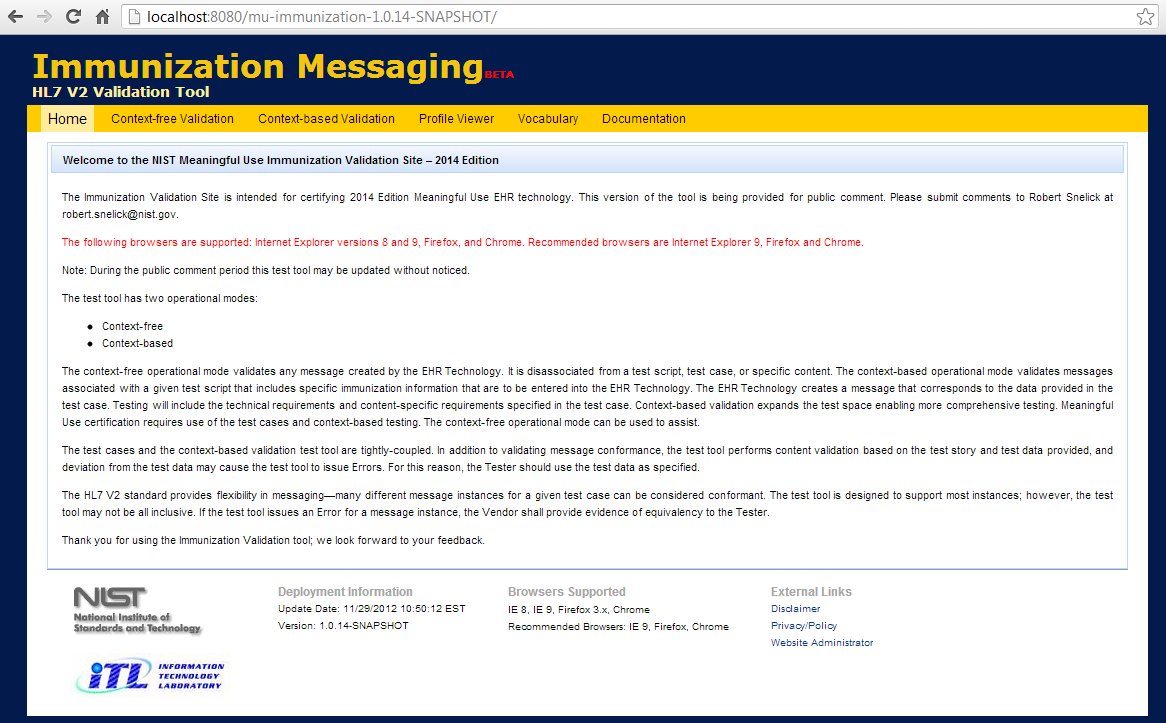 localhost:8080/mu-immunization-1.0.14-SNAPSHOT/
Immunization Messaging BETA
HL7 V2 Validation Tool
Home Context-free Validation Context-based Validation Profile Viewer Vocabulary Documentation
Welcome to the NIST Meaningful Use Immunization Validation Site – 2014 Edition
The Immunization Validation Site is intended for certifying 2014 Edition Meaningful Use EHR technology. This version of the tool is being provided for public comment. Please submit comments to Robert Snelick at
robert.snelick@nist.gov.
The following browsers are supported: Internet Explorer versions 8 and 9, Firefox, and Chrome. Recommended browsers are Internet Explorer 9, Firefox and Chrome.
Note: During the public comment period this test tool may be updated without noticed.
The test tool has two operational modes:
● Context-free
● Context-based
The context-free operational mode validates any message created by the EHR Technology. It is disassociated from a test script, test case, or specific content. The context-based operational mode validates messages
associated with a given test script that includes specific immunization information that are to be entered into the EHR Technology. The EHR Technology creates a message that corresponds to the data provided in the
test case. Testing will include the technical requirements and content-specific requirements specified in the test case. Context-based validation expands the test space enabling more comprehensive testing. Meaningful
Use certification requires use of the test cases and context-based testing. The context-free operational mode can be used to assist.
The test cases and the context-based validation test tool are tightly-coupled. In addition to validating message conformance, the test tool performs content validation based on the test story and test data provided, and
deviation from the test data may cause the test tool to issue Errors. For this reason, the Tester should use the test data as specified.
The HL7 V2 standard provides flexibility in messaging—many different message instances for a given test case can be considered conformant. The test tool is designed to support most instances; however, the test
tool may not be all inclusive. If the test tool issues an Error for a message instance, the Vendor shall provide evidence of equivalency to the Tester.
Thank you for using the Immunization Validation tool; we look forward to your feedback.
NIST
National Institute of
Standards and Technology
ITL INFORMATION
TECHNOLOGY
LABORATORY
Deployment Information
Update Date: 11/29/2012 10:50:12 EST
Version: 1.0.14-SNAPSHOT
Browsers Supported
IE 8, IE 9, Firefox 3.x, Chrome
Recommended Browsers: IE 9, Firefox, Chrome
External Links
Disclaimer
Privacy/Policy
Website Administrator